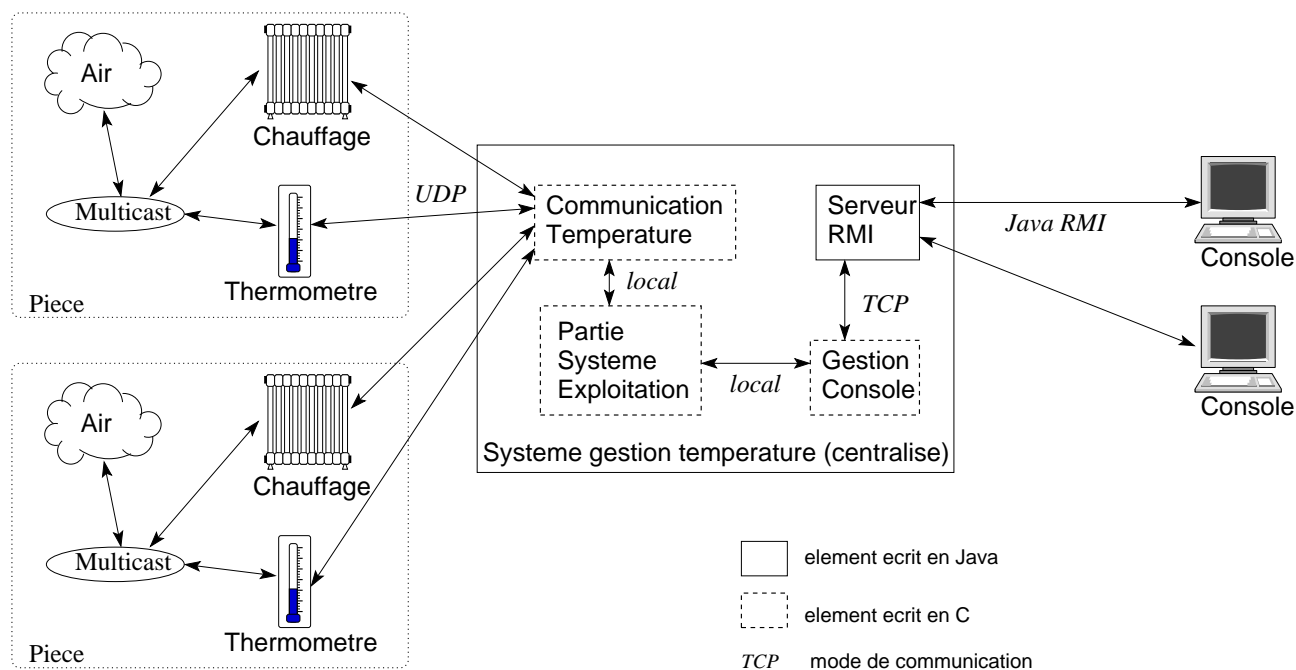 Air
Chauffage
Multicast
Thermometre
Piece
UDP
Communication
Temperature
local
Partie
Systeme
Exploitation
local
Serveur
RMI
TCP
Gestion
Console
Systeme gestion temperature (centralise)
Java RMI
Console
Console
Air
Chauffage
Multicast
Thermometre
Piece
element ecrit en Java
element ecrit en C
TCP mode de communication